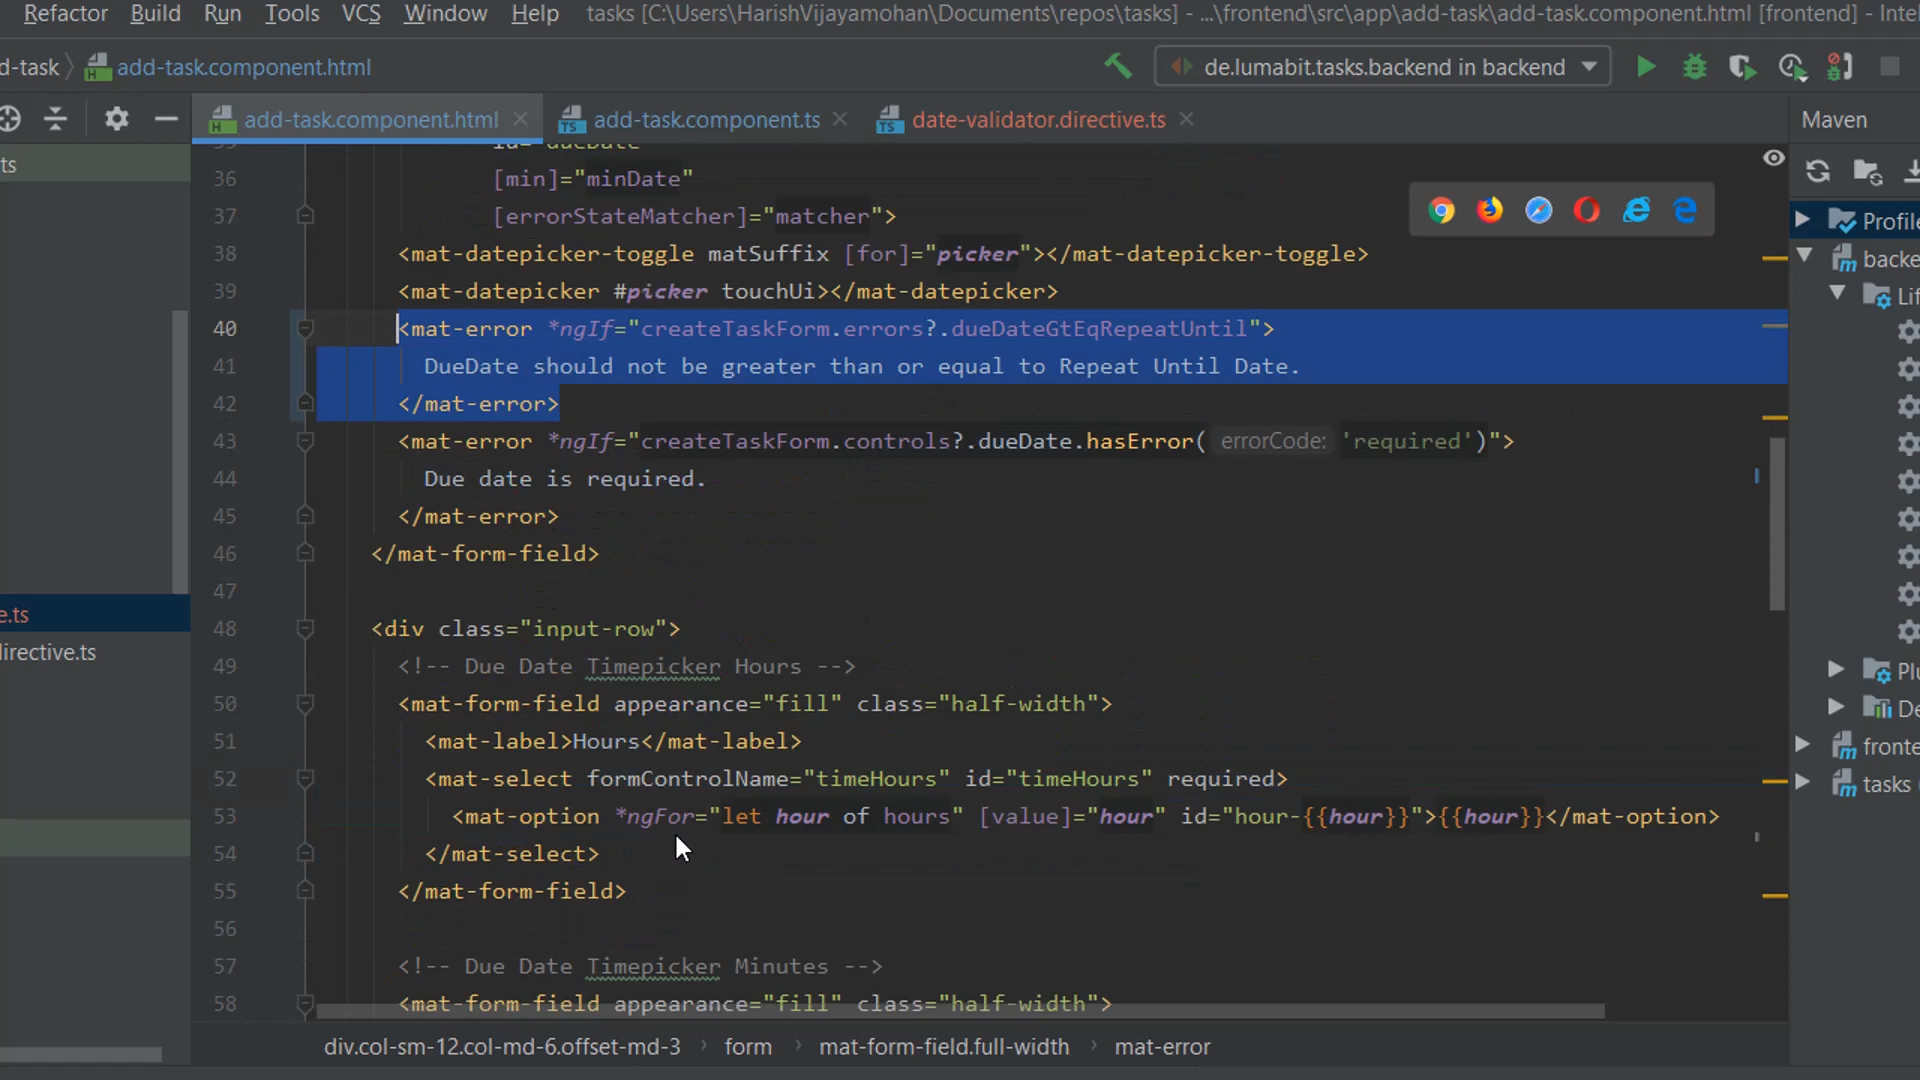 Refactor Build Run Tools VCS Window Help tasks [C:\Users\HarishVijayamohan\Documents\repos\tasks] - ...\frontend\src\app\add-task\add-task.component.html [frontend] - Inte
d-task add-task.component.html de.lumabit.tasks.backend in backend
add-task.component.html add-task.component.ts date-validator.directive.ts Maven
ts
36 [min]="minDate"
37 [errorStateMatcher]="matcher">
38 <mat-datepicker-toggle matSuffix [for]="picker"></mat-datepicker-toggle>
39 <mat-datepicker #picker touchUi></mat-datepicker>
40 <mat-error *ngIf="createTaskForm.errors?.dueDateGtEqRepeatUntil">
41 DueDate should not be greater than or equal to Repeat Until Date.
42 </mat-error>
43 <mat-error *ngIf="createTaskForm.controls?.dueDate.hasError( errorCode: 'required')">
44 Due date is required.
45 </mat-error>
46 </mat-form-field>
47
48 <div class="input-row">
49 <!-- Due Date Timepicker Hours -->
50 <mat-form-field appearance="fill" class="half-width">
51 <mat-label>Hours</mat-label>
52 <mat-select formControlName="timeHours" id="timeHours" required>
53 <mat-option *ngFor="let hour of hours" [value]="hour" id="hour-{{hour}}">{{hour}}</mat-option>
54 </mat-select>
55 </mat-form-field>
56
57 <!-- Due Date Timepicker Minutes -->
58 <mat-form-field appearance="fill" class="half-width">
e.ts
irective.ts
Profile
backe
Lif
Plu
De
fronte
tasks
div.col-sm-12.col-md-6.offset-md-3 form mat-form-field.full-width mat-error